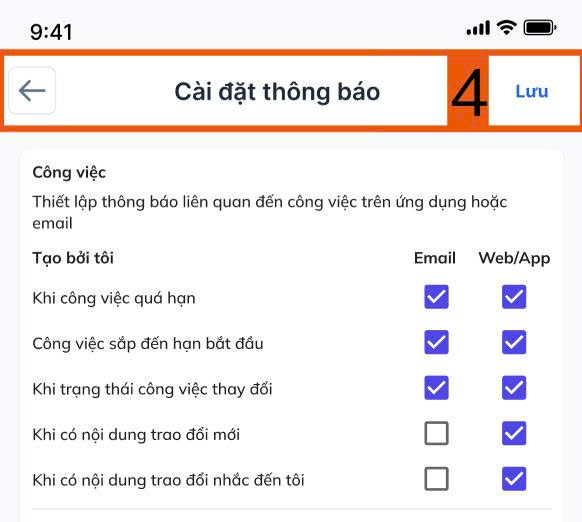 9:41
Cài đặt thông báo 4 Lưu
Công việc
Thiết lập thông báo liên quan đến công việc trên ứng dụng hoặc
email
Tạo bởi tôi Email Web/App
Khi công việc quá hạn
Công việc sắp đến hạn bắt đầu
Khi trạng thái công việc thay đổi
Khi có nội dung trao đổi mới
Khi có nội dung trao đổi nhắc đến tôi